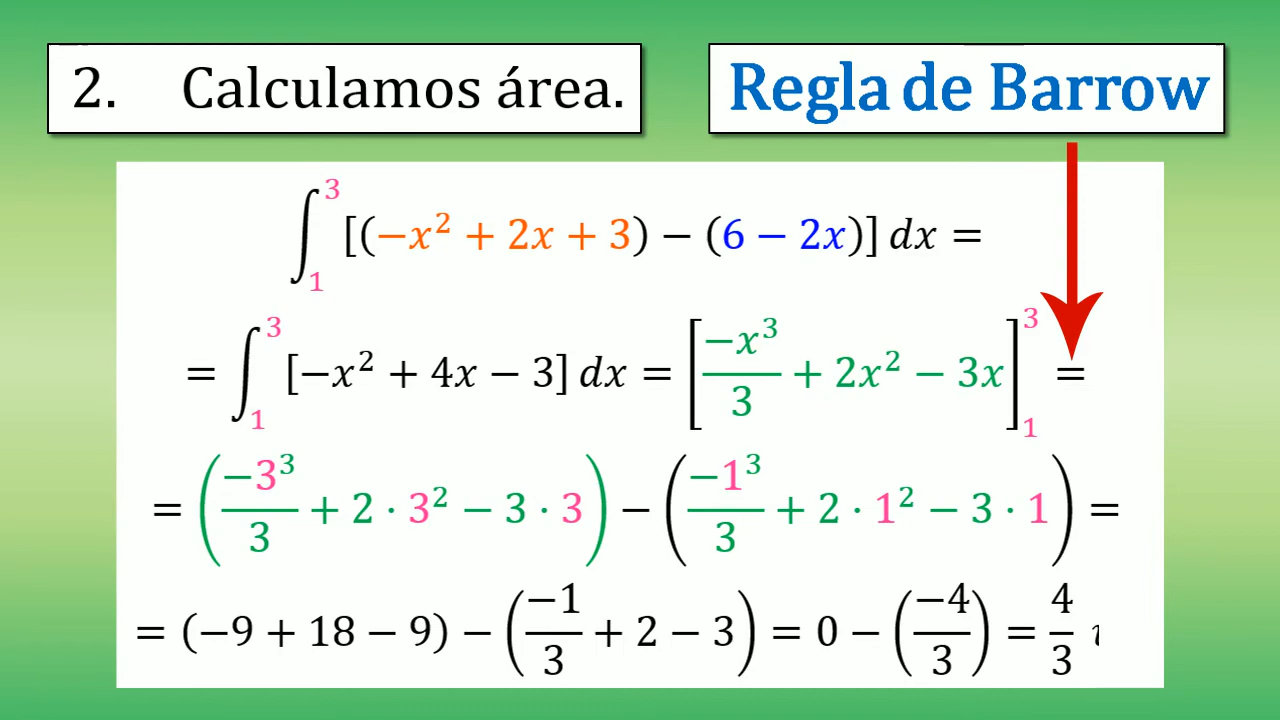 2. Calculamos área.
Regla de Barrow
∫₁³ [(−x² + 2x + 3) − (6 − 2x)] dx =
= ∫₁³ [−x² + 4x − 3] dx = [−x³/3 + 2x² − 3x]₁³ =
= (−3³/3 + 2 · 3² − 3 · 3) − (−1³/3 + 2 · 1² − 3 · 1) =
= (−9 + 18 − 9) − (−1/3 + 2 − 3) = 0 − (−4/3) = 4/3